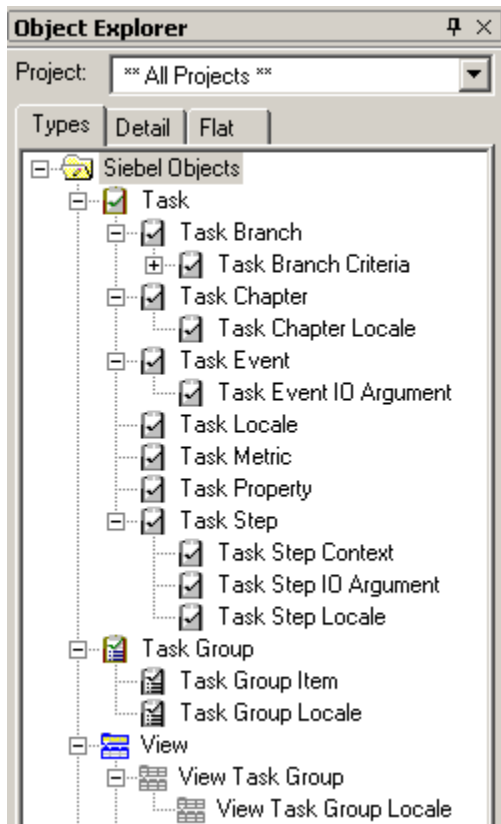 Object Explorer
Project: ** All Projects **
Types Detail Flat
Siebel Objects
Task
Task Branch
Task Branch Criteria
Task Chapter
Task Chapter Locale
Task Event
Task Event IO Argument
Task Locale
Task Metric
Task Property
Task Step
Task Step Context
Task Step IO Argument
Task Step Locale
Task Group
Task Group Item
Task Group Locale
View
View Task Group
View Task Group Locale